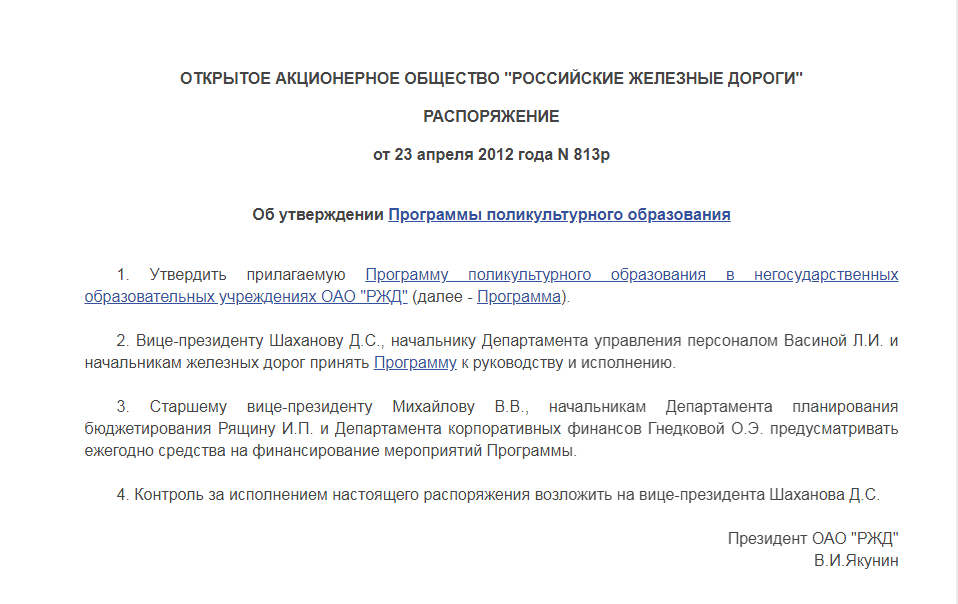 ОТКРЫТОЕ АКЦИОНЕРНОЕ ОБЩЕСТВО "РОССИЙСКИЕ ЖЕЛЕЗНЫЕ ДОРОГИ"
РАСПОРЯЖЕНИЕ
от 23 апреля 2012 года N 813р
Об утверждении Программы поликультурного образования
1. Утвердить прилагаемую Программу поликультурного образования в негосударственных
образовательных учреждениях ОАО "РЖД" (далее - Программа).
2. Вице-президенту Шаханову Д.С., начальнику Департамента управления персоналом Васиной Л.И. и
начальникам железных дорог принять Программу к руководству и исполнению.
3. Старшему вице-президенту Михайлову В.В., начальникам Департамента планирования
бюджетирования Рящину И.П. и Департамента корпоративных финансов Гнедковой О.Э. предусматривать
ежегодно средства на финансирование мероприятий Программы.
4. Контроль за исполнением настоящего распоряжения возложить на вице-президента Шаханова Д.С.
Президент ОАО "РЖД"
В.И.Якунин